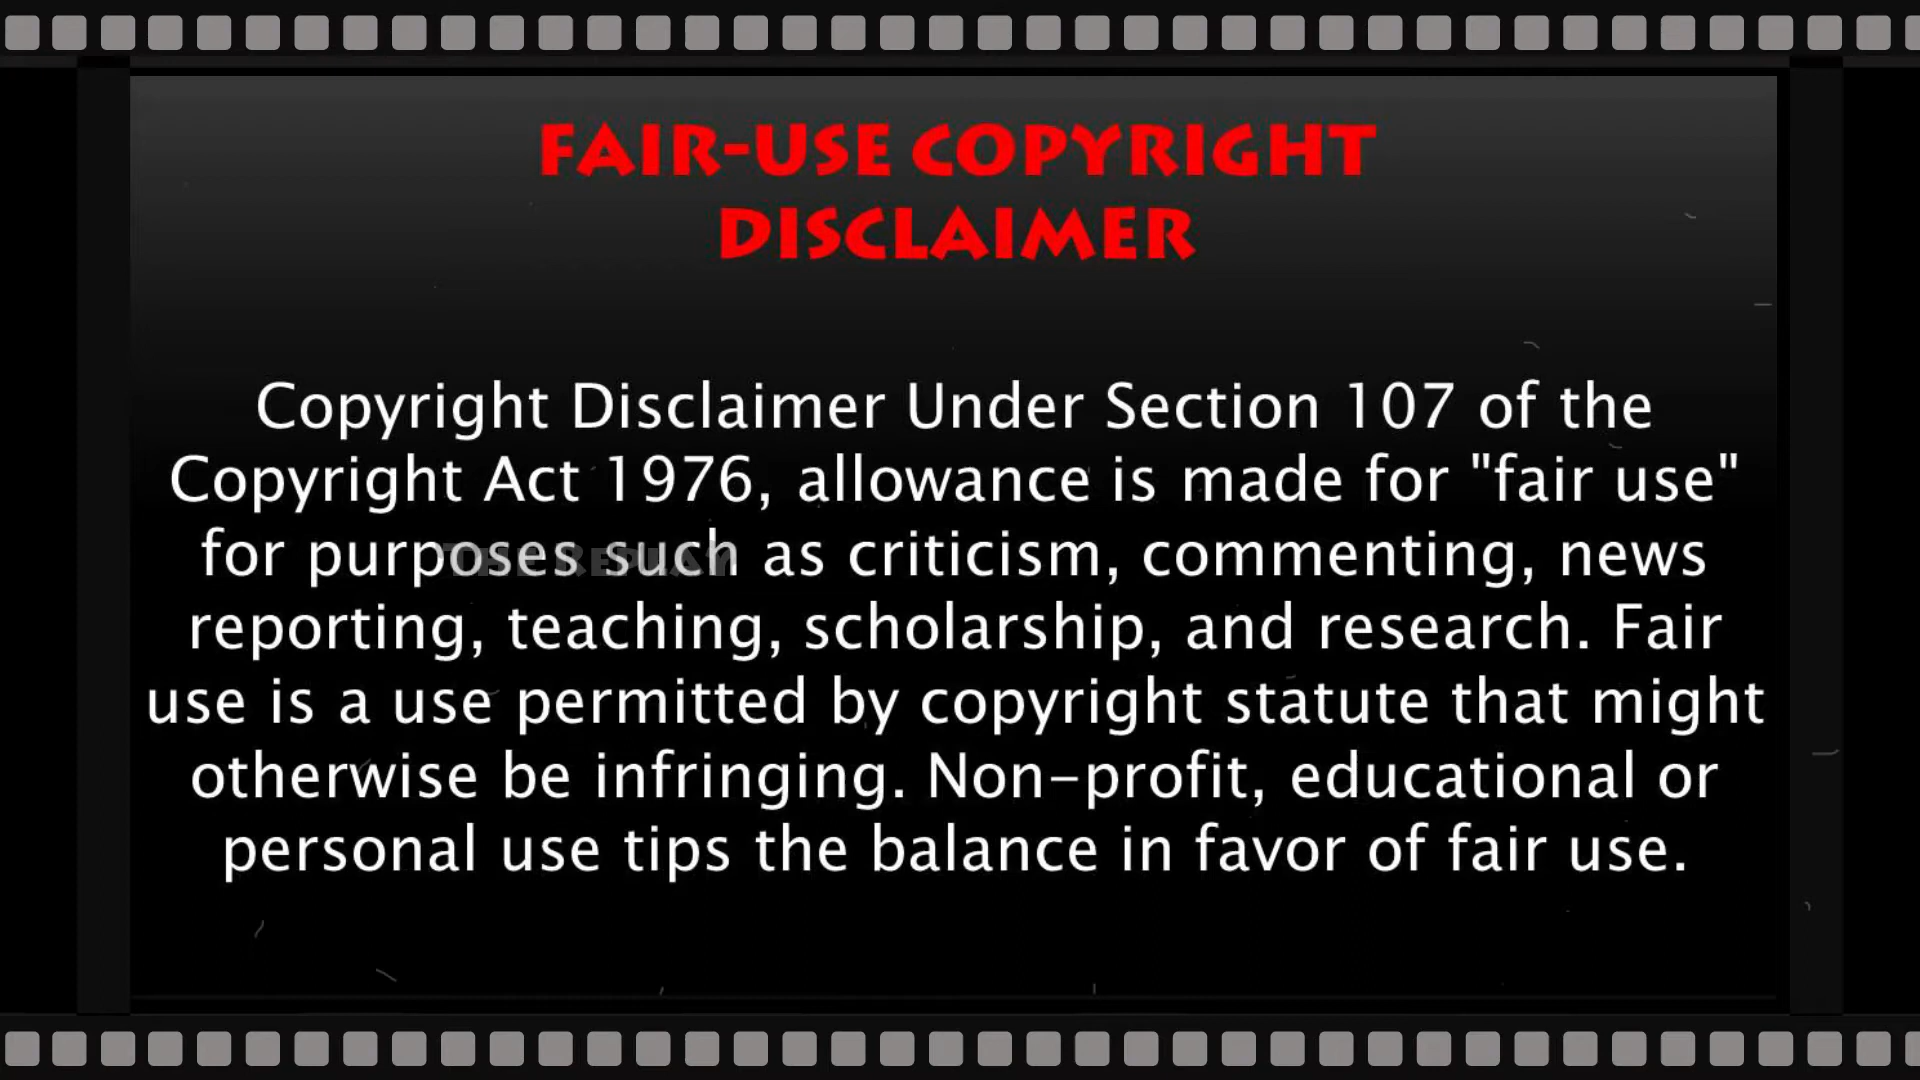 FAIR-USE COPYRIGHT
DISCLAIMER
Copyright Disclaimer Under Section 107 of the
Copyright Act 1976, allowance is made for "fair use"
for purposes such as criticism, commenting, news
reporting, teaching, scholarship, and research. Fair
use is a use permitted by copyright statute that might
otherwise be infringing. Non-profit, educational or
personal use tips the balance in favor of fair use.
THE REPLAY